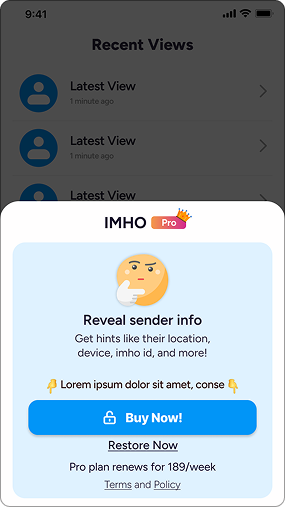 9:41
Recent Views
Latest View
1 minute ago
Latest View
1 minute ago
Latest View
IMHO Pro
Reveal sender info
Get hints like their location,
device, imho id, and more!
👇 Lorem ipsum dolor sit amet, conse 👇
Buy Now!
Restore Now
Pro plan renews for 189/week
Terms and Policy